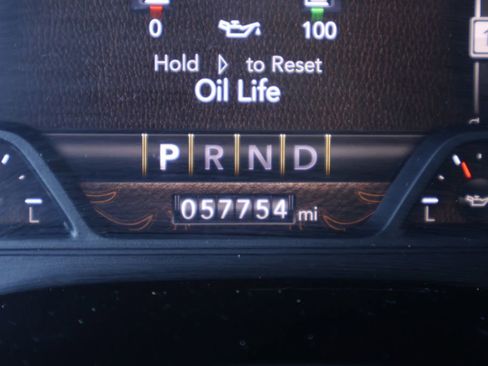 0 100
Hold ▷ to Reset
Oil Life
P R N D
057754 mi
L L